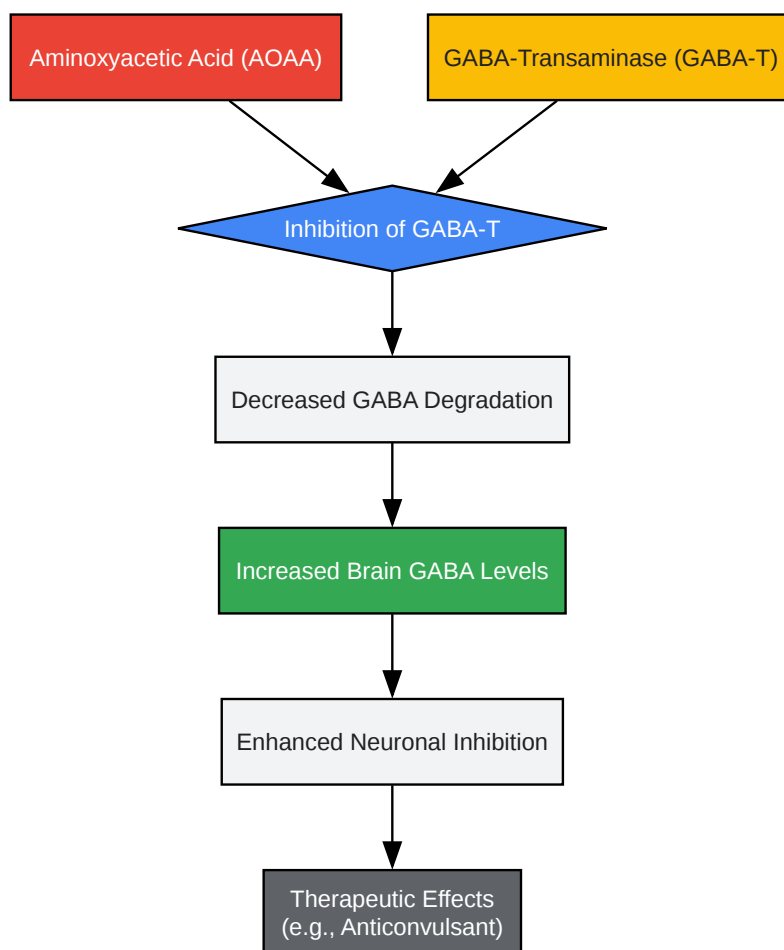 Aminoxyacetic Acid (AOAA)
GABA-Transaminase (GABA-T)
Inhibition of GABA-T
Decreased GABA Degradation
Increased Brain GABA Levels
Enhanced Neuronal Inhibition
Therapeutic Effects
(e.g., Anticonvulsant)